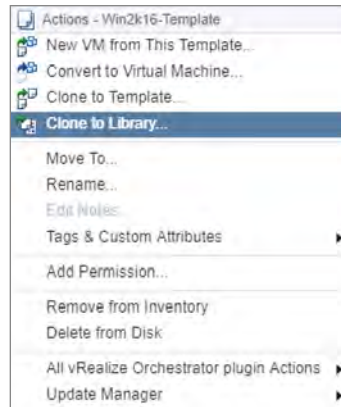 Actions - Win2k16-Template
New VM from This Template...
Convert to Virtual Machine...
Clone to Template...
Clone to Library...
Move To...
Rename...
Edit Notes...
Tags & Custom Attributes
Add Permission...
Remove from Inventory
Delete from Disk
All vRealize Orchestrator plugin Actions
Update Manager